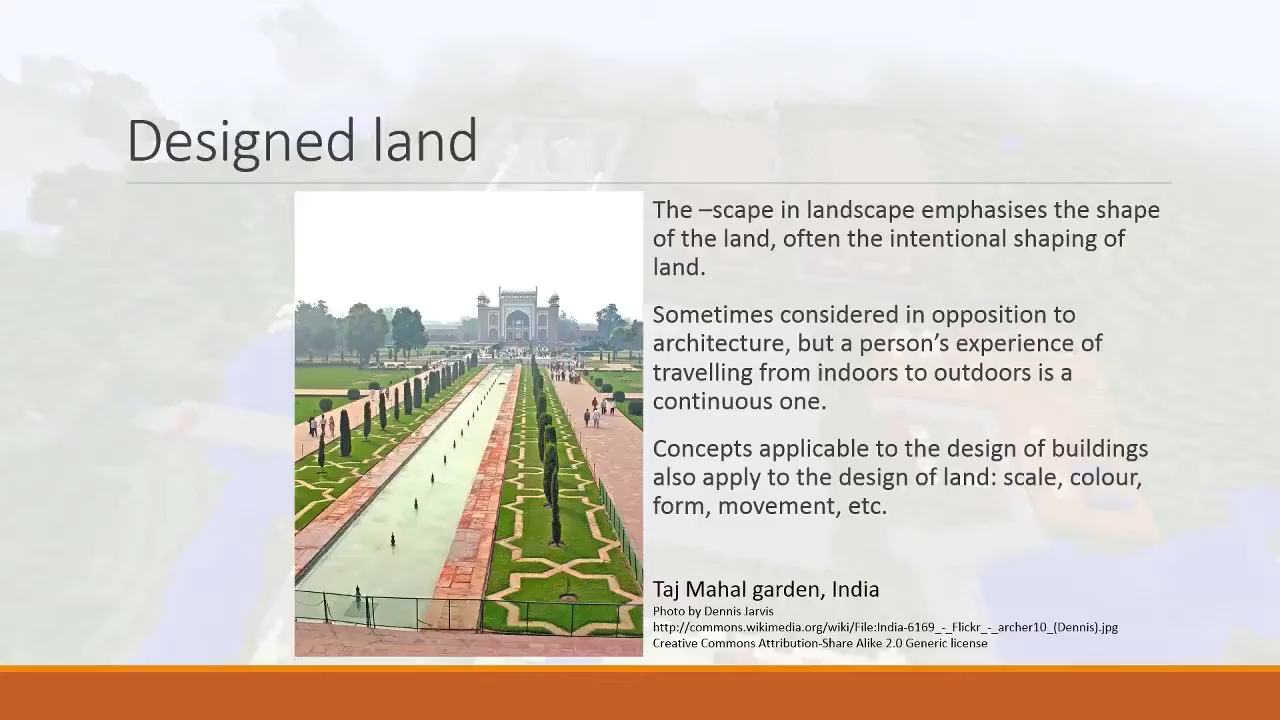 Designed land
The –scape in landscape emphasises the shape
of the land, often the intentional shaping of
land.
Sometimes considered in opposition to
architecture, but a person’s experience of
travelling from indoors to outdoors is a
continuous one.
Concepts applicable to the design of buildings
also apply to the design of land: scale, colour,
form, movement, etc.
Taj Mahal garden, India
Photo by Dennis Jarvis
http://commons.wikimedia.org/wiki/File:India-6169_-_Flickr_-_archer10_(Dennis).jpg
Creative Commons Attribution-Share Alike 2.0 Generic license